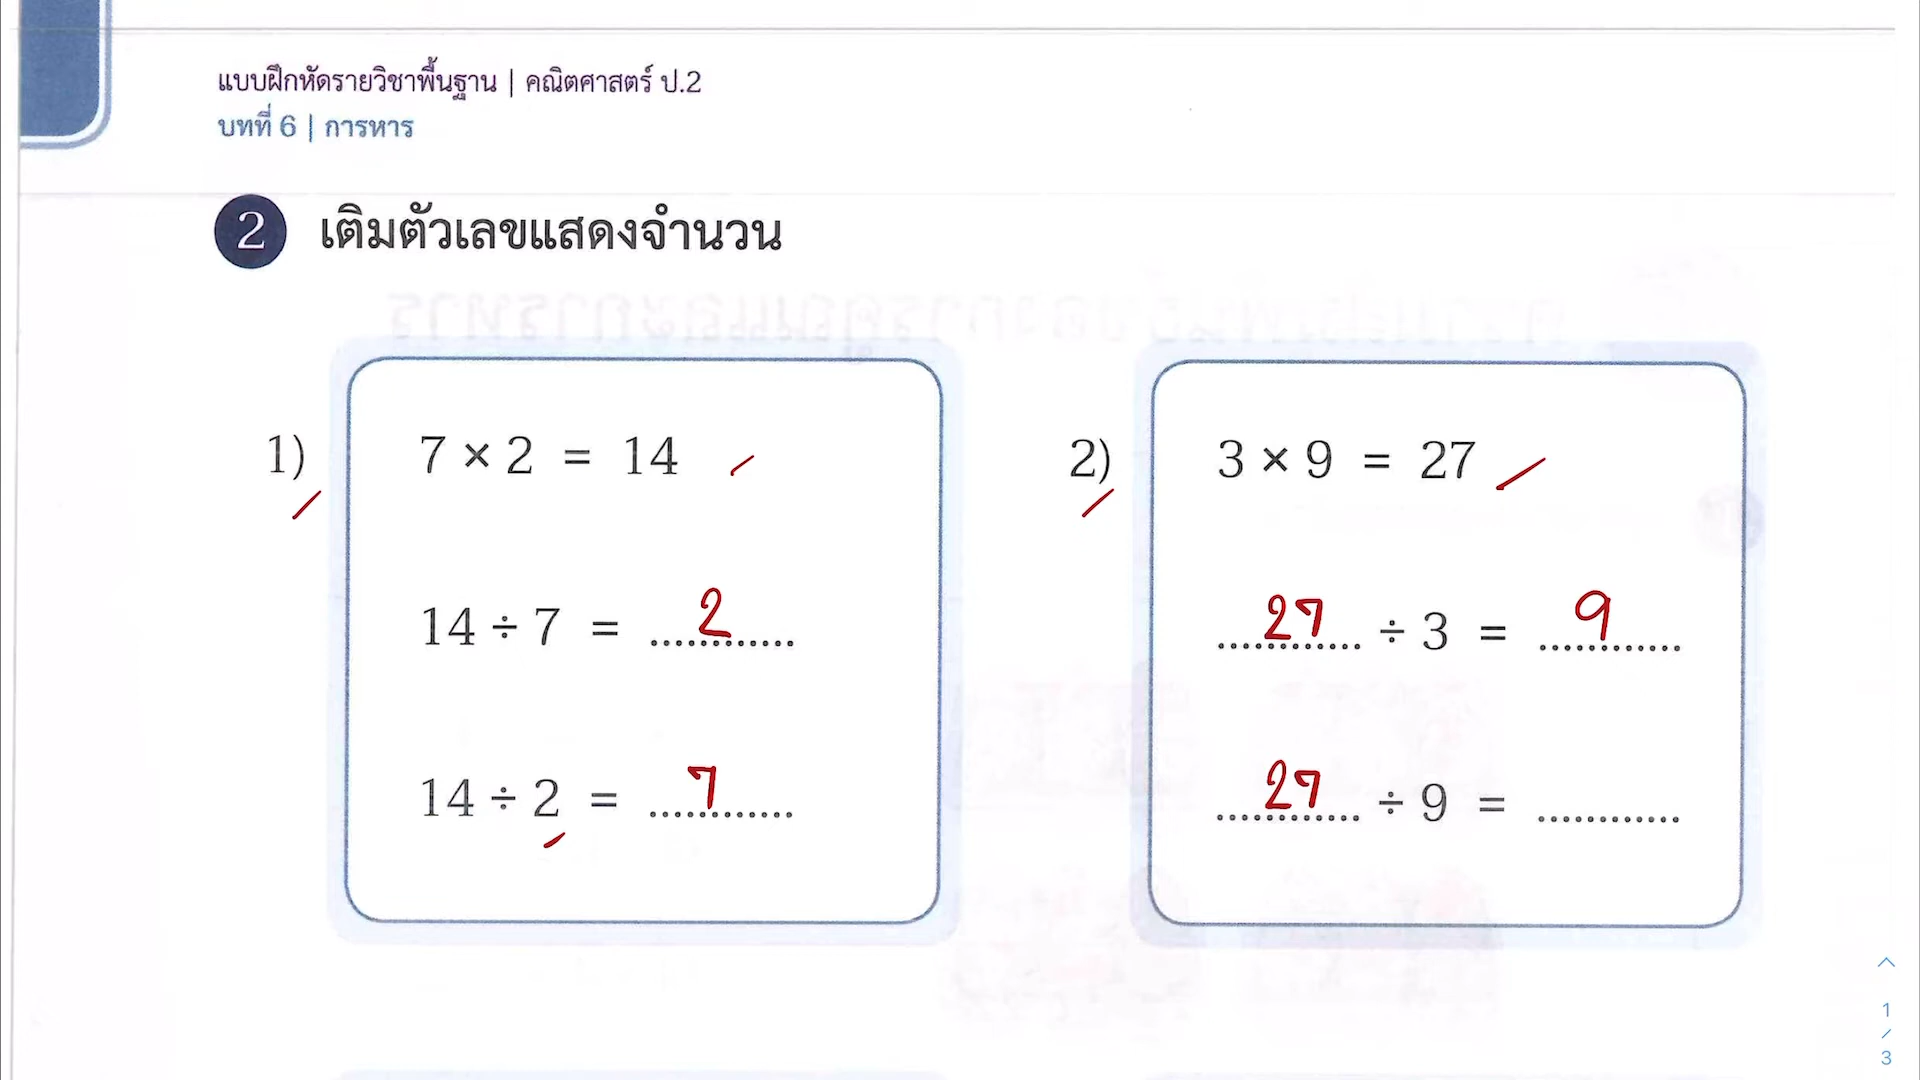 แบบฝึกหัดรายวิชาพื้นฐาน | คณิตศาสตร์ ป.2
บทที่ 6 | การหาร
2 เติมตัวเลขแสดงจำนวน
1)
7 × 2 = 14
14 ÷ 7 = 2
14 ÷ 2 = 7
2)
3 × 9 = 27
27 ÷ 3 = 9
27 ÷ 9 = ............
1
/
3